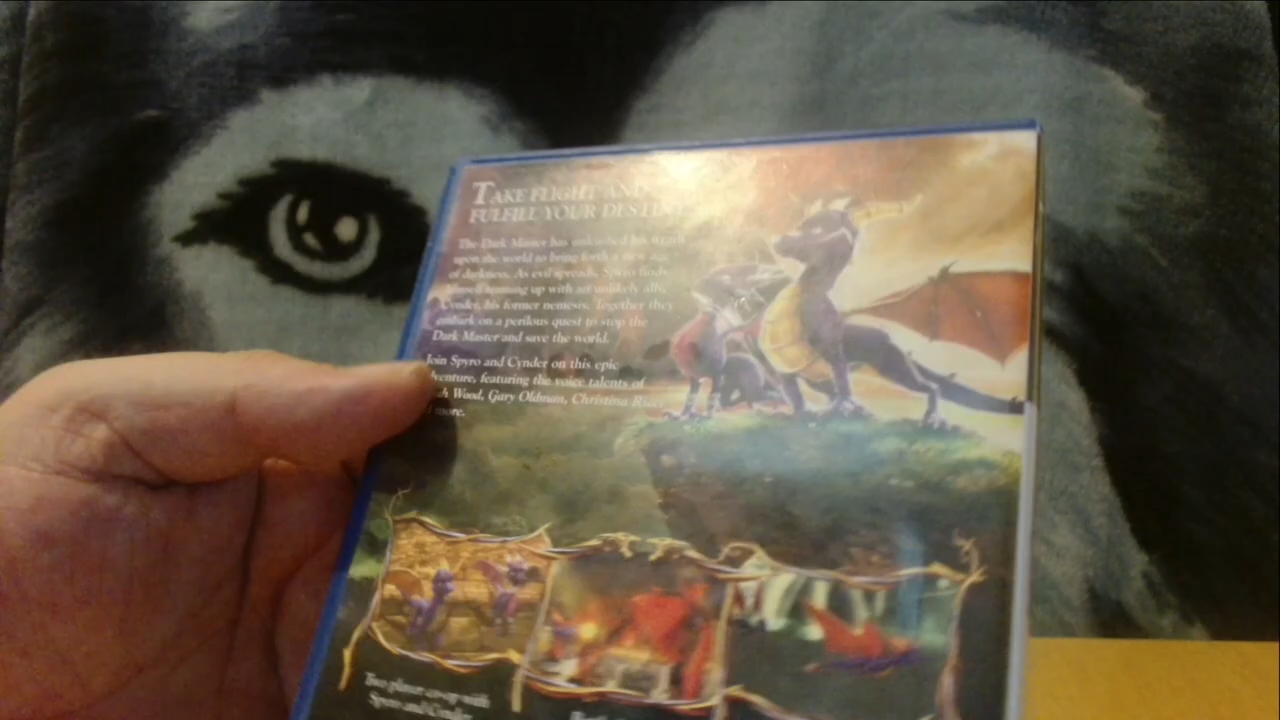 TAKE FLIGHT AND
FULFILL YOUR DESTINY
The Dark Master has unleashed his wrath
upon the world to bring forth a new age
of darkness. As evil spreads, Spyro finds
himself teaming up with an unlikely ally,
Cynder, his former nemesis. Together they
embark on a perilous quest to stop the
Dark Master and save the world.
Join Spyro and Cynder on this epic
venture, featuring the voice talents of
Wood, Gary Oldman, Christina
more.
Two player co-op with
Spyro and Cynder